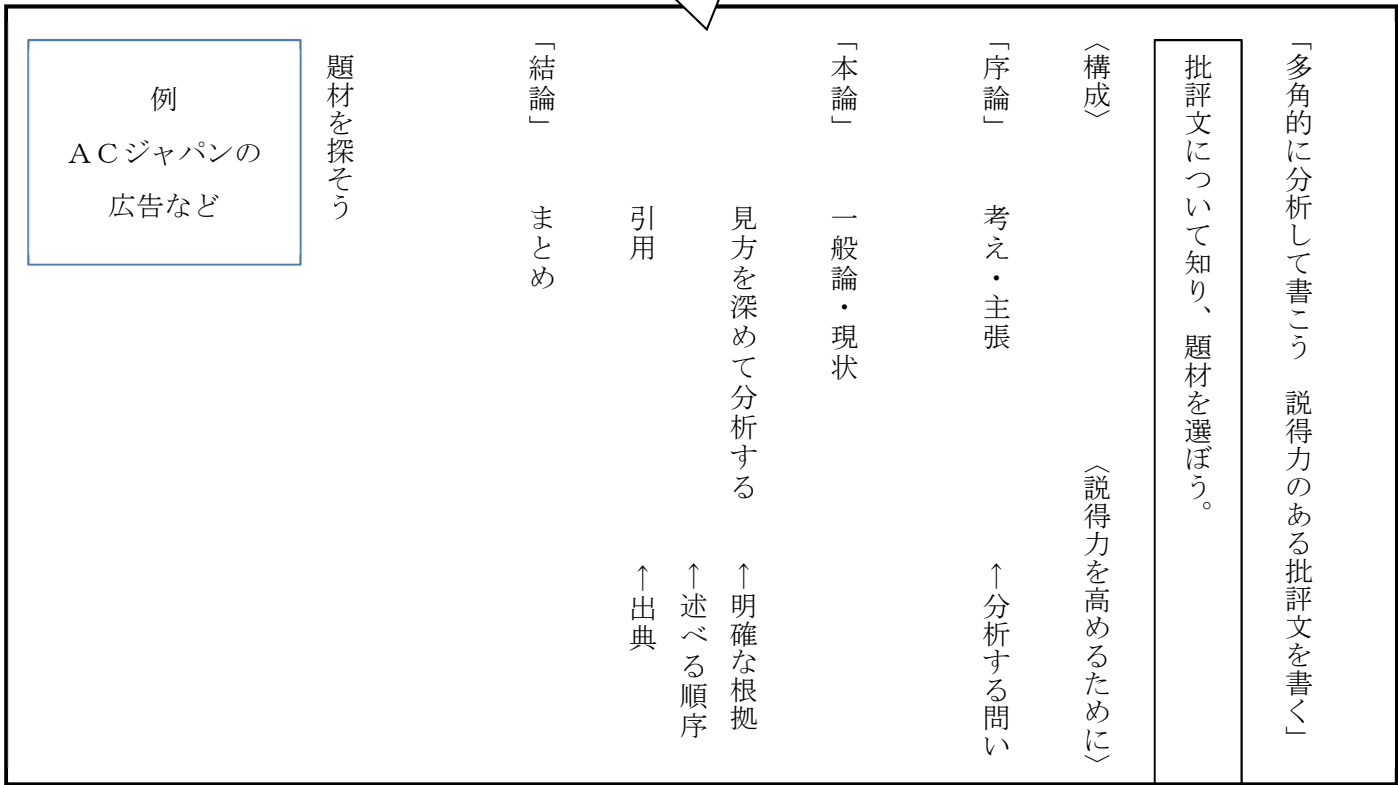 「多角的に分析して書こう　説得力のある批評文を書く」
批評文について知り、題材を選ぼう。
〈構成〉　〈説得力を高めるために〉
「序論」　考え・主張　←分析する問い
「本論」　一般論・現状
見方を深めて分析する　←明確な根拠
←述べる順序
引用　←出典
「結論」　まとめ
題材を探そう
例
ＡＣジャパンの
広告など